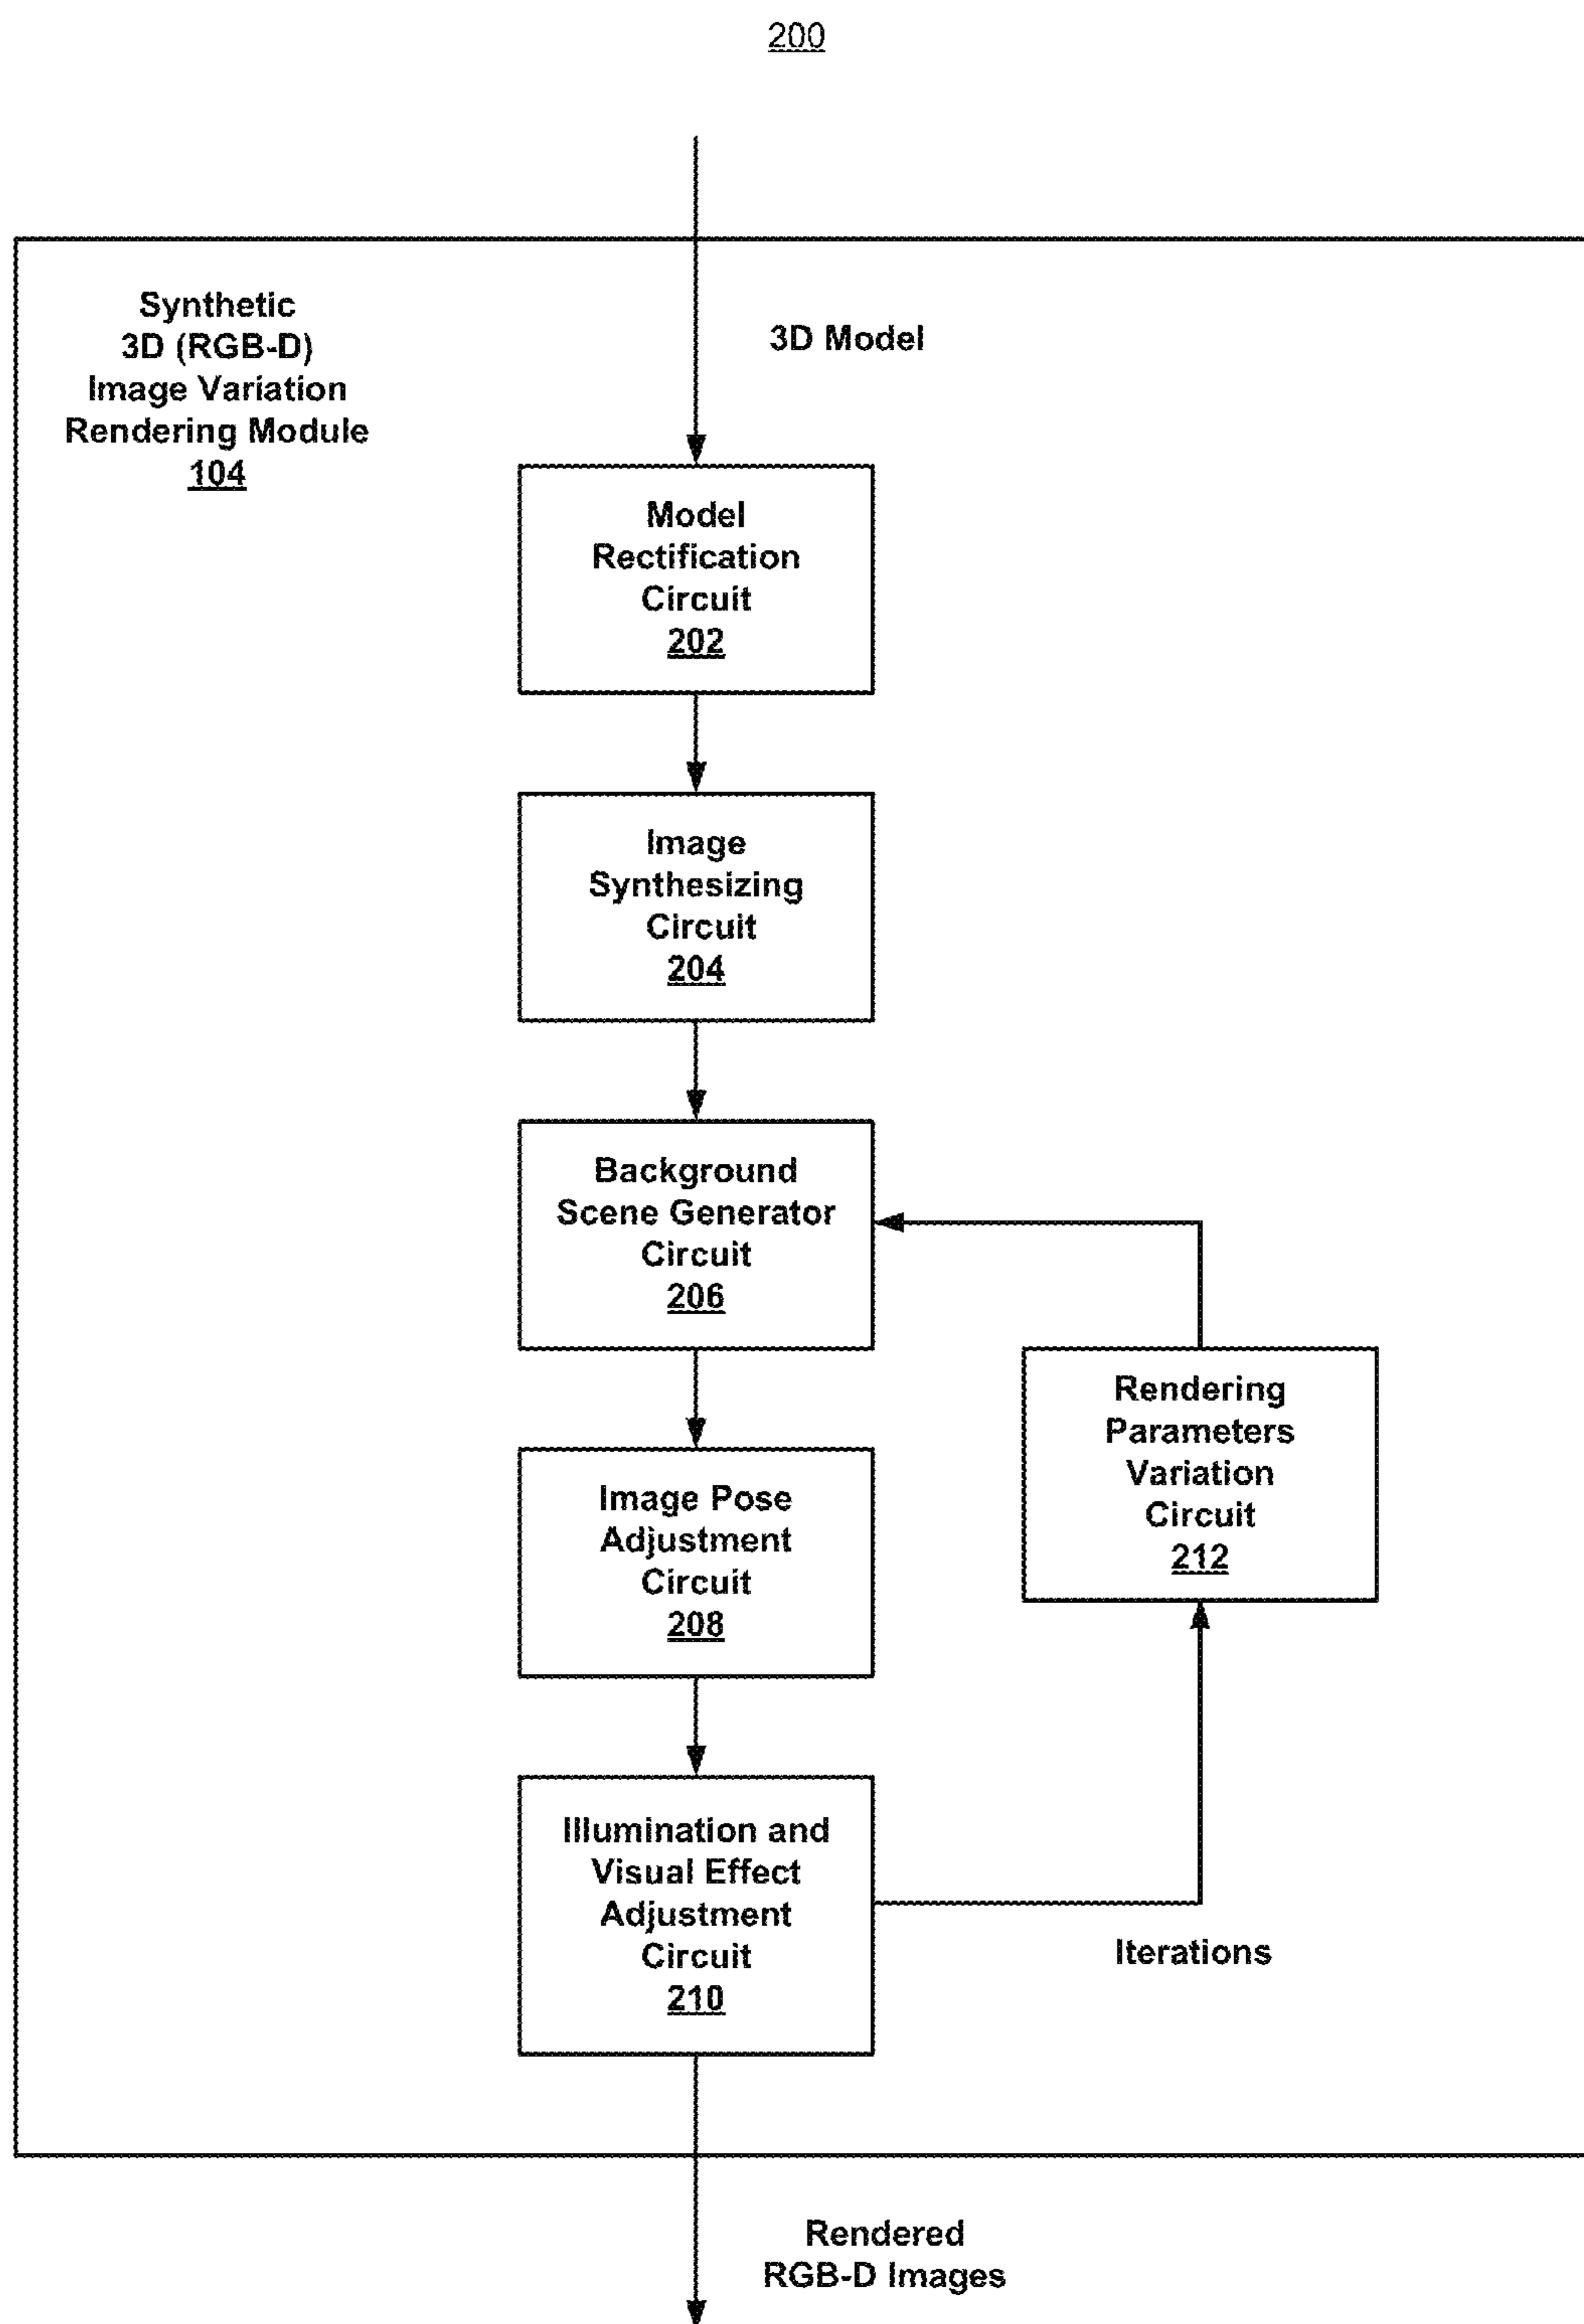 200
Synthetic
3D (RGB-D)
Image Variation
Rendering Module
104
3D Model
Model
Rectification
Circuit
202
Image
Synthesizing
Circuit
204
Background
Scene Generator
Circuit
206
Rendering
Parameters
Variation
Circuit
212
Image Pose
Adjustment
Circuit
208
Illumination and
Visual Effect
Adjustment
Circuit
210
Iterations
Rendered
RGB-D Images